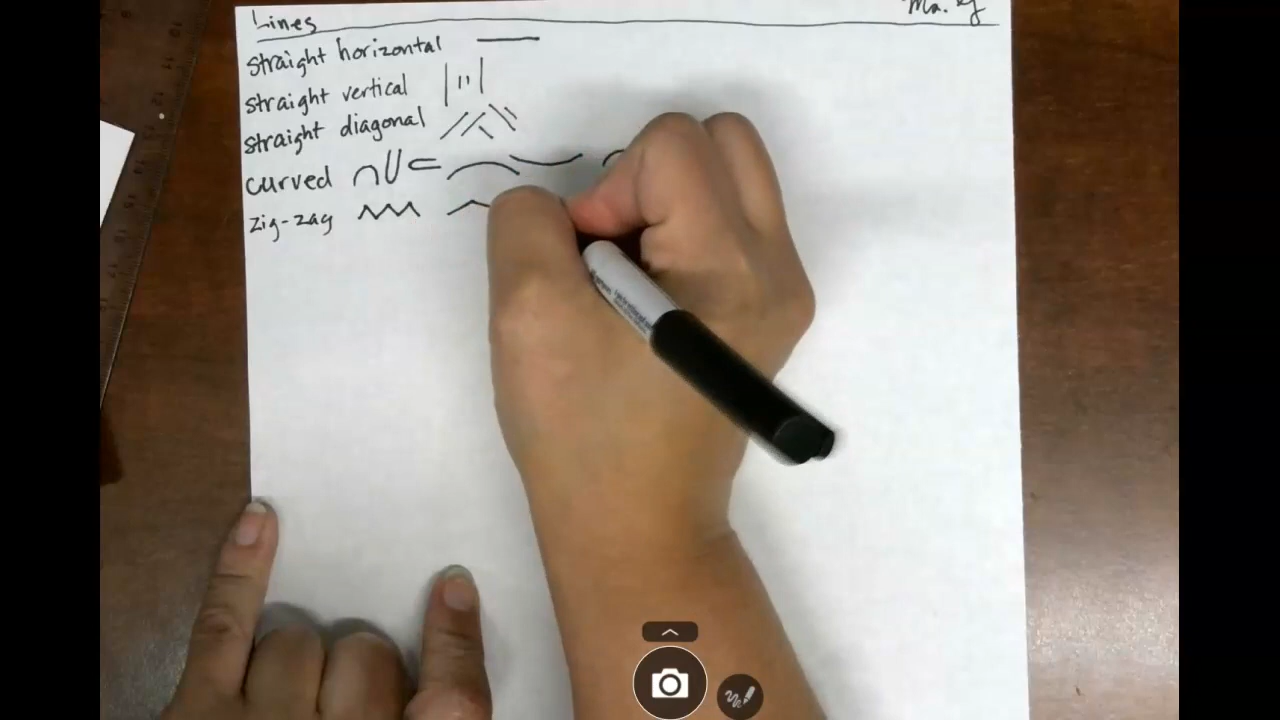 Lines
straight horizontal
straight vertical
straight diagonal
curved
zig-zag